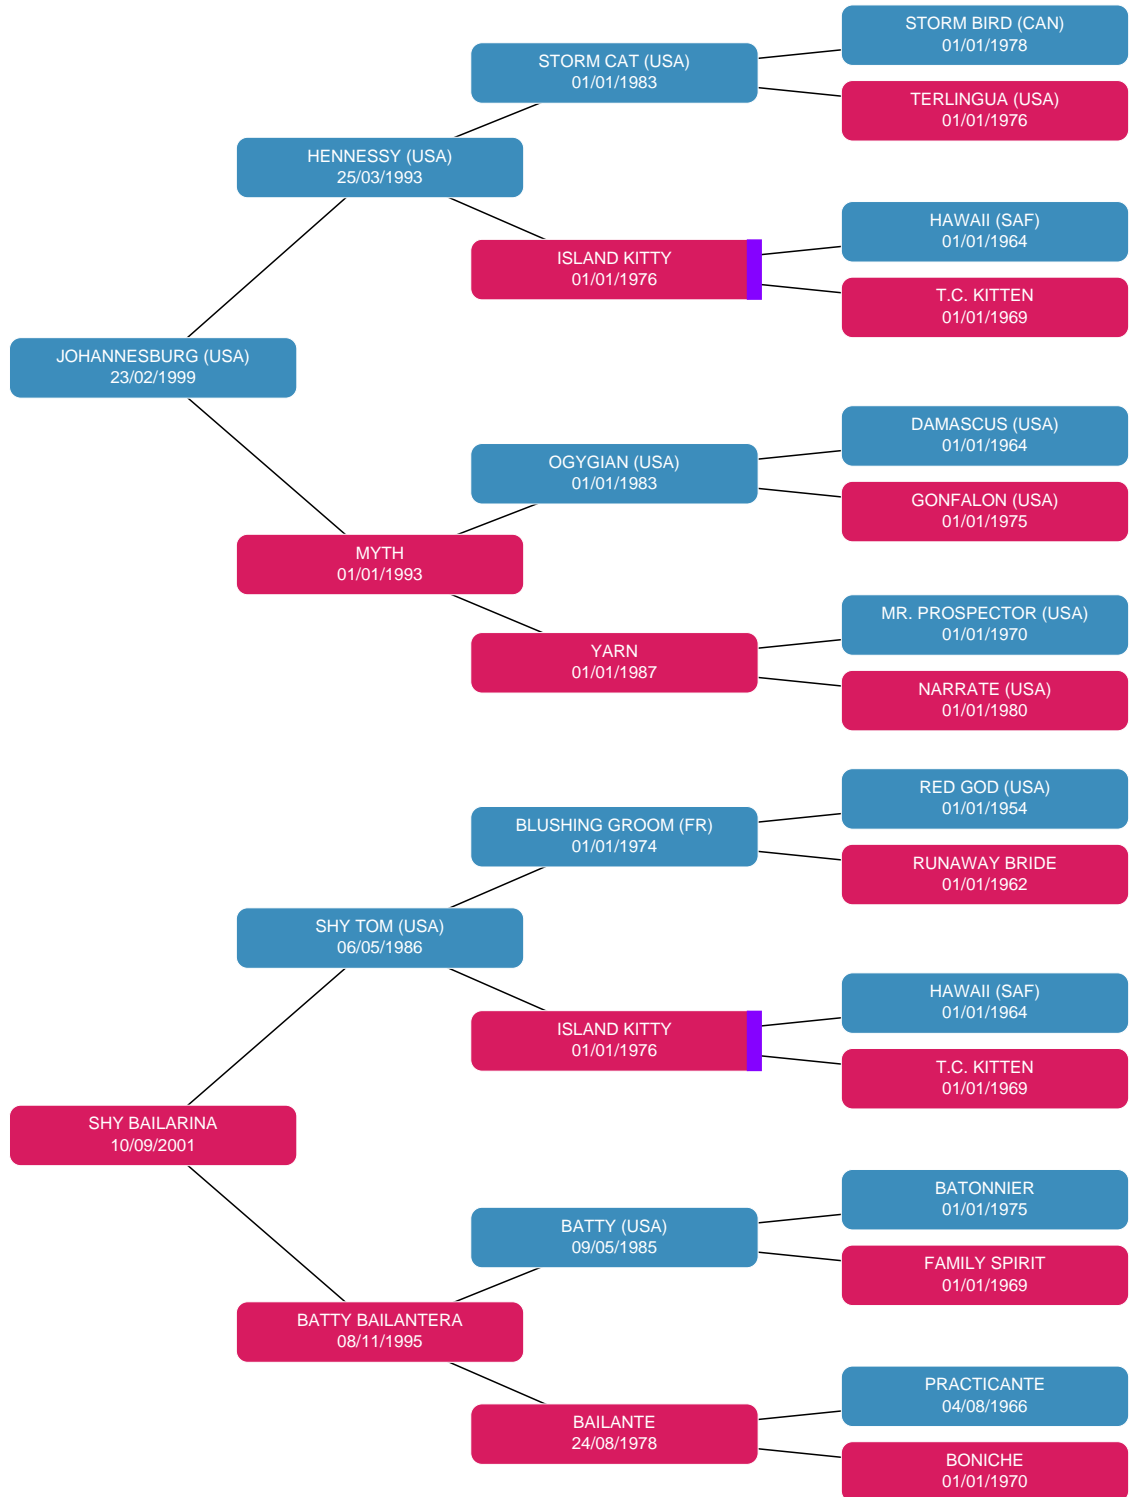 STORM BIRD (CAN)
01/01/1978
STORM CAT (USA)
01/01/1983
TERLINGUA (USA)
01/01/1976
HENNESSY (USA)
25/03/1993
HAWAII (SAF)
01/01/1964
ISLAND KITTY
01/01/1976
T.C. KITTEN
01/01/1969
JOHANNESBURG (USA)
23/02/1999
DAMASCUS (USA)
01/01/1964
OGYGIAN (USA)
01/01/1983
GONFALON (USA)
01/01/1975
MYTH
01/01/1993
MR. PROSPECTOR (USA)
01/01/1970
YARN
01/01/1987
NARRATE (USA)
01/01/1980
RED GOD (USA)
01/01/1954
BLUSHING GROOM (FR)
01/01/1974
RUNAWAY BRIDE
01/01/1962
SHY TOM (USA)
06/05/1986
HAWAII (SAF)
01/01/1964
ISLAND KITTY
01/01/1976
T.C. KITTEN
01/01/1969
SHY BAILARINA
10/09/2001
BATONNIER
01/01/1975
BATTY (USA)
09/05/1985
FAMILY SPIRIT
01/01/1969
BATTY BAILANTERA
08/11/1995
PRACTICANTE
04/08/1966
BAILANTE
24/08/1978
BONICHE
01/01/1970